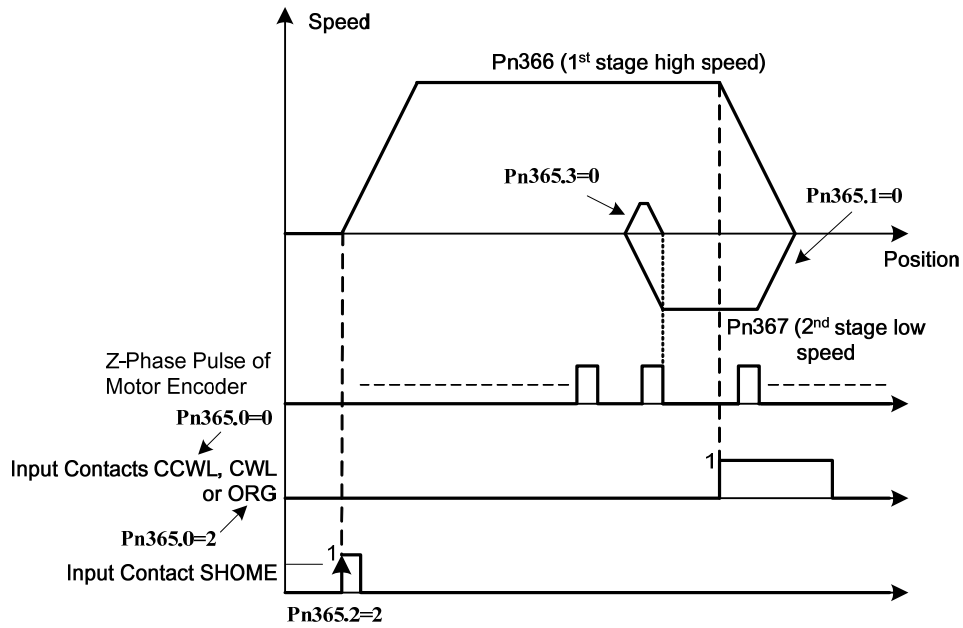 Speed
Pn366 (1st stage high speed)
Pn365.3=0
Pn365.1=0
Position
Pn367 (2nd stage low
speed
Z-Phase Pulse of
Motor Encoder
Pn365.0=0
Input Contacts CCWL, CWL
or ORG
1
Pn365.0=2
1
Input Contact SHOME
Pn365.2=2